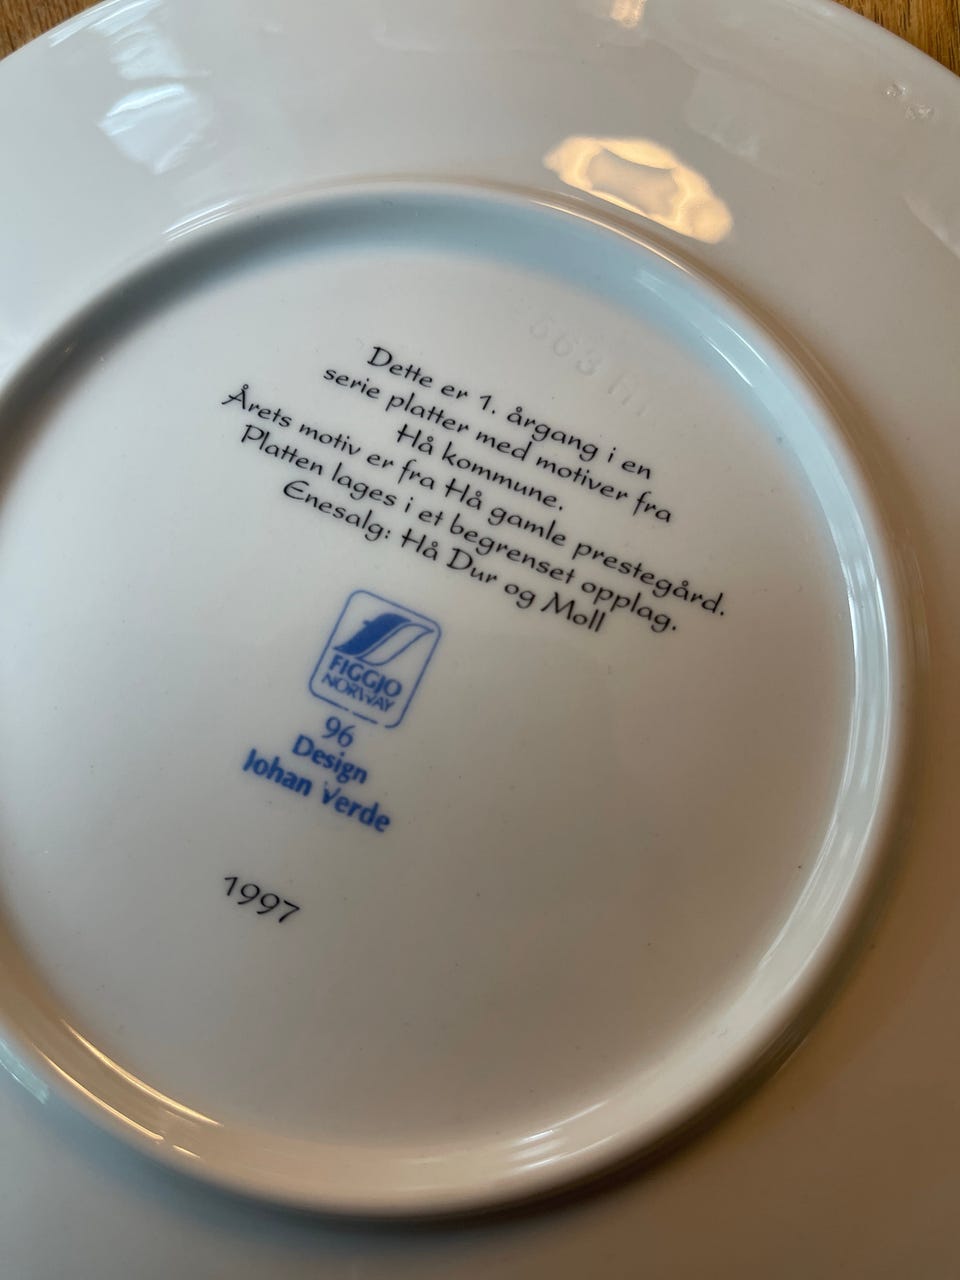 Dette er 1. årgang i en
serie platter med motiver fra
Hå kommune.
Årets motiv er fra Hå gamle prestegård.
Platten lages i et begrenset opplag.
Enesalg: Hå Dur og Moll
FIGGJO
NORWAY
96
Design
Johan Verde
1997